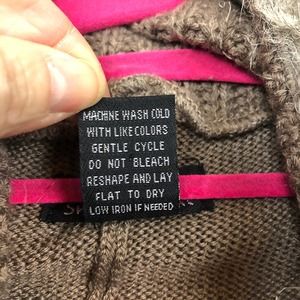 MACHINE WASH COLD
WITH LIKE COLORS
GENTLE CYCLE
DO NOT BLEACH
RESHAPE AND LAY
FLAT TO DRY
LOW IRON IF NEEDED